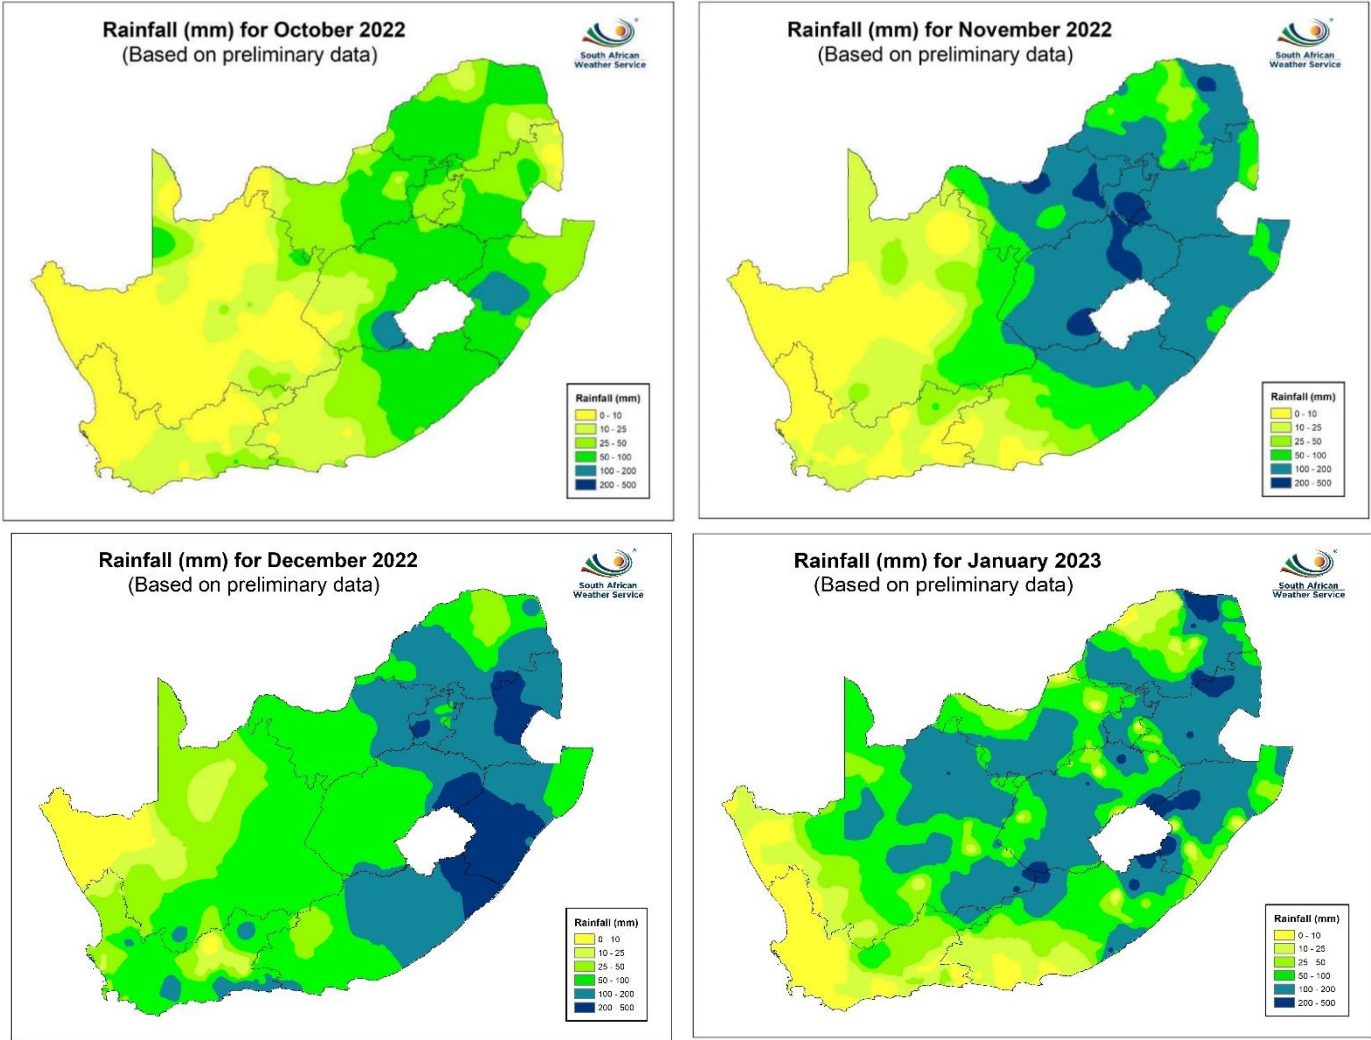 Rainfall (mm) for October 2022
(Based on preliminary data)
South African
Weather Service
Rainfall (mm)
0 - 10
10 - 25
25 - 50
50 - 100
100 - 200
200 - 500
Rainfall (mm) for November 2022
(Based on preliminary data)
South African
Weather Service
Rainfall (mm)
0 - 10
10 - 25
25 - 50
50 - 100
100 - 200
200 - 500
Rainfall (mm) for December 2022
(Based on preliminary data)
South African
Weather Service
Rainfall (mm)
0 10
10 - 25
25 - 50
50 - 100
100 - 200
200 500
Rainfall (mm) for January 2023
(Based on preliminary data)
South African
Weather Service
Rainfall (mm)
0 - 10
10 - 25
25 50
50 - 100
100 - 200
200 - 500